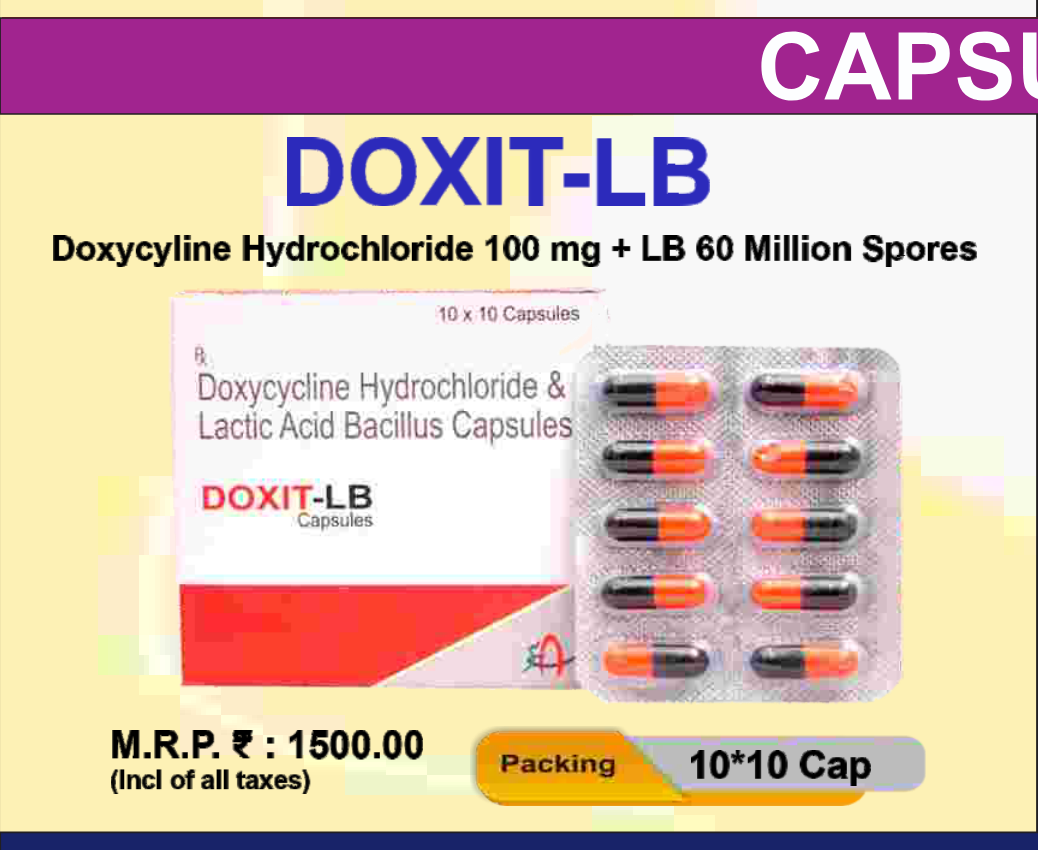 CAPSU
DOXIT-LB
Doxycyline Hydrochloride 100 mg + LB 60 Million Spores
10 x 10 Capsules
℞
Doxycycline Hydrochloride &
Lactic Acid Bacillus Capsules
DOXIT-LB
Capsules
M.R.P. ₹ : 1500.00
(Incl of all taxes)
Packing
10*10 Cap